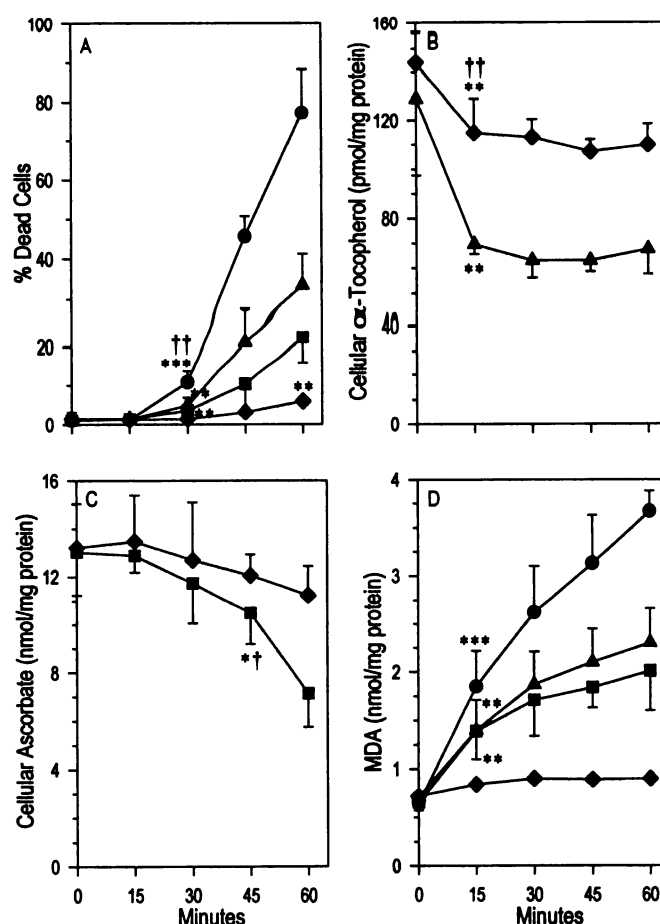 A
% Dead Cells
100
80
60
40
20
0
††
***
**
**
**
B
Cellular α-Tocopherol (pmol/mg protein)
160
120
80
40
0
††
**
**
C
Cellular Ascorbate (nmol/mg protein)
16
12
8
4
0
*†
0 15 30 45 60
Minutes
D
MDA (nmol/mg protein)
4
3
2
1
0
***
**
**
0 15 30 45 60
Minutes